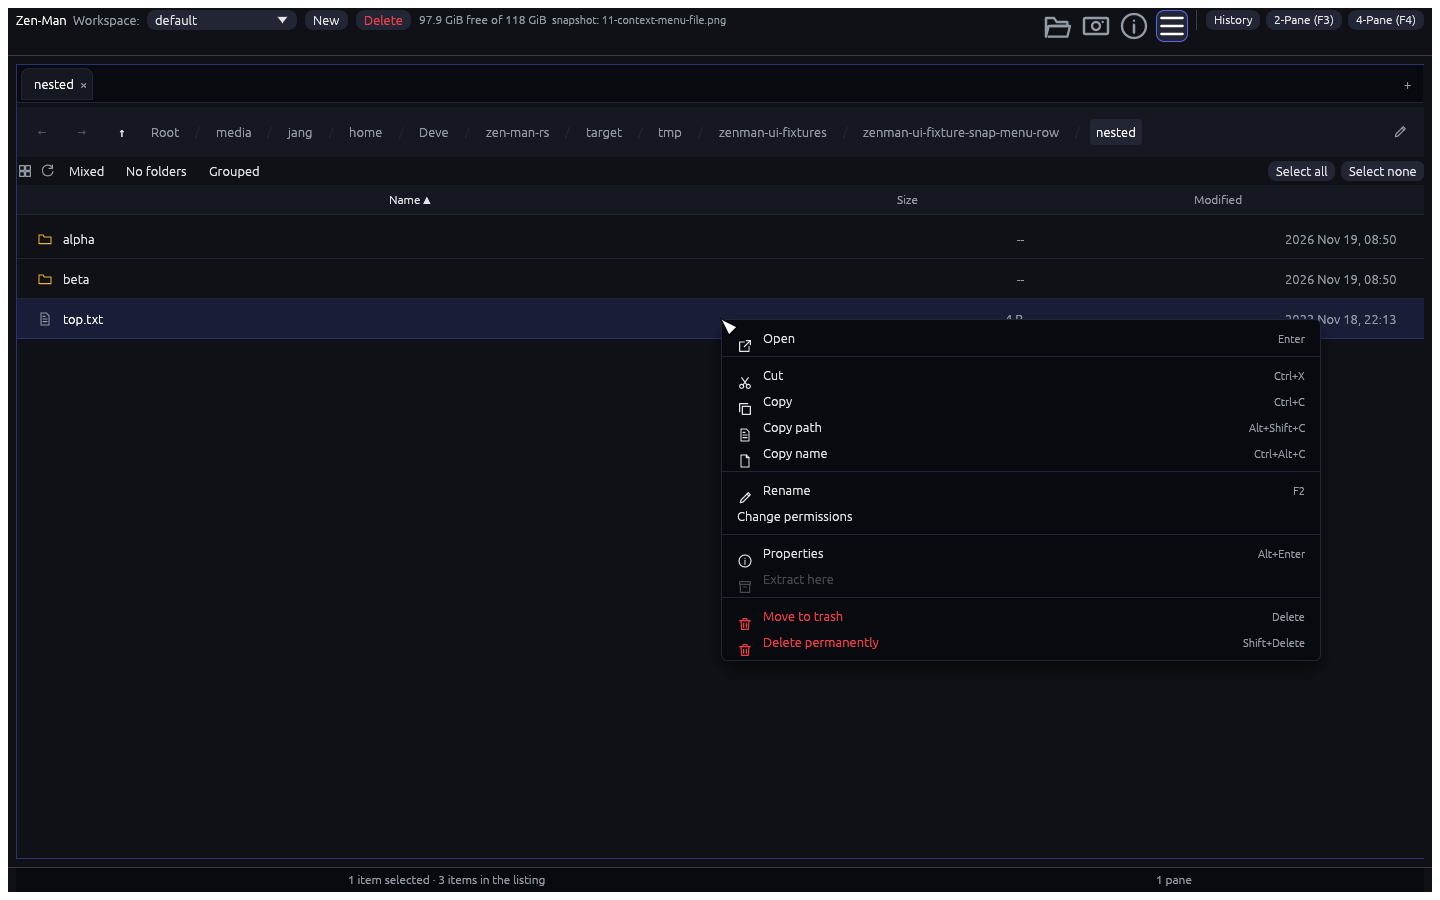 Zen-Man Workspace: default New Delete 97.9 GiB free of 118 GiB snapshot: 11-context-menu-file.png History 2-Pane (F3) 4-Pane (F4)
nested × +
← → ↑ Root / media / jang / home / Deve / zen-man-rs / target / tmp / zenman-ui-fixtures / zenman-ui-fixture-snap-menu-row / nested
Mixed No folders Grouped Select all Select none
Name ▲ Size Modified
alpha -- 2026 Nov 19, 08:50
beta -- 2026 Nov 19, 08:50
top.txt Nov 18, 22:13
Open Enter
Cut Ctrl+X
Copy Ctrl+C
Copy path Alt+Shift+C
Copy name Ctrl+Alt+C
Rename F2
Change permissions
Properties Alt+Enter
Extract here
Move to trash Delete
Delete permanently Shift+Delete
1 item selected · 3 items in the listing 1 pane